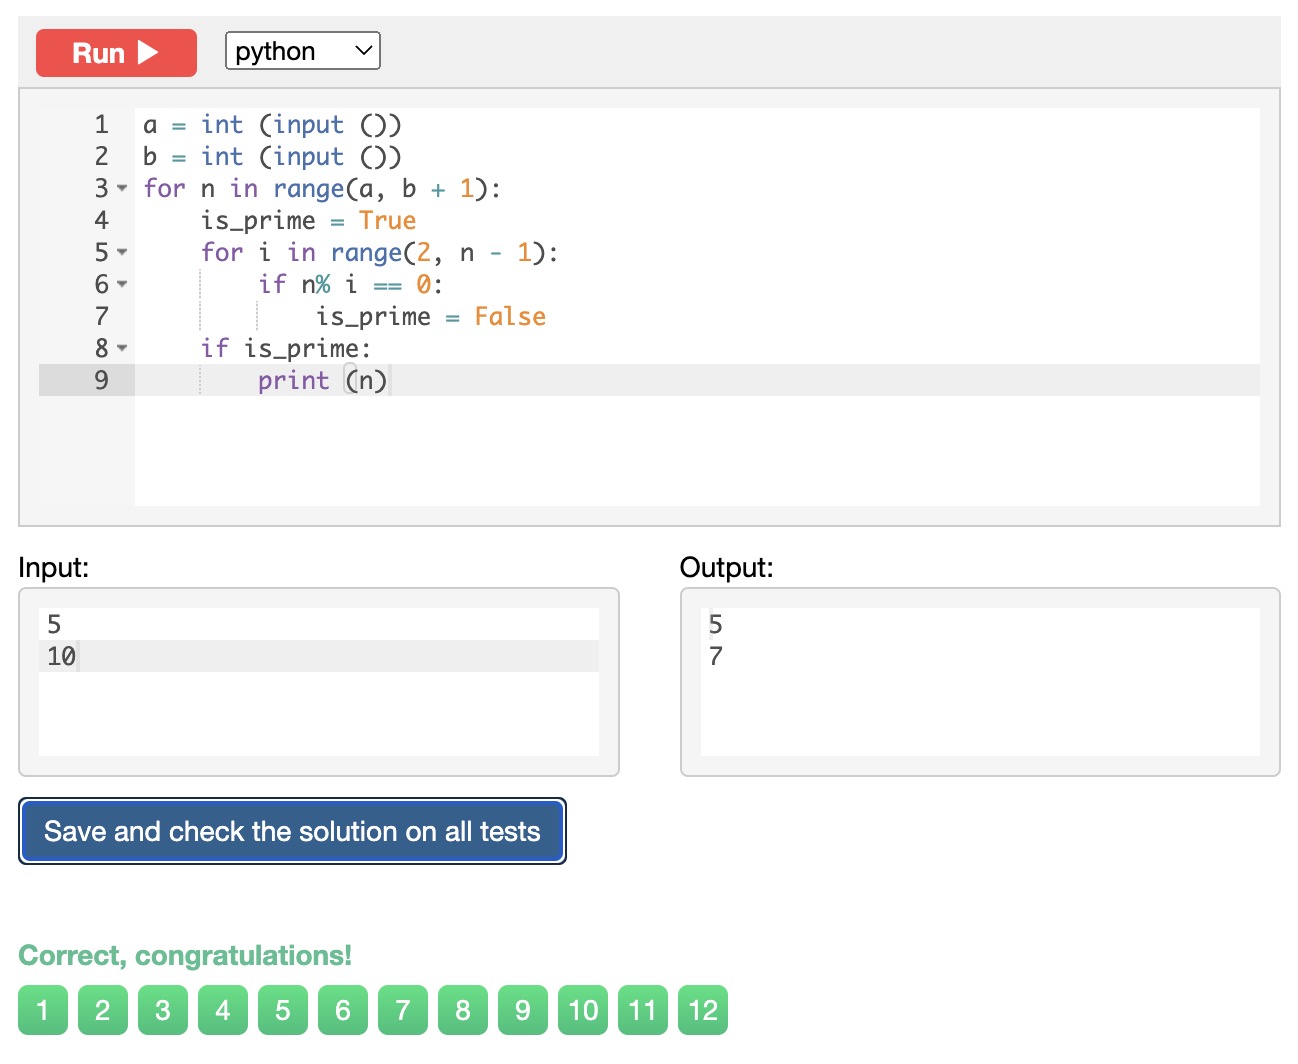 Run
python
1 a = int (input ())
2 b = int (input ())
3 for n in range(a, b + 1):
4     is_prime = True
5     for i in range(2, n - 1):
6         if n% i == 0:
7             is_prime = False
8     if is_prime:
9         print (n)
Input:
5
10
Output:
5
7
Save and check the solution on all tests
Correct, congratulations!
1 2 3 4 5 6 7 8 9 10 11 12